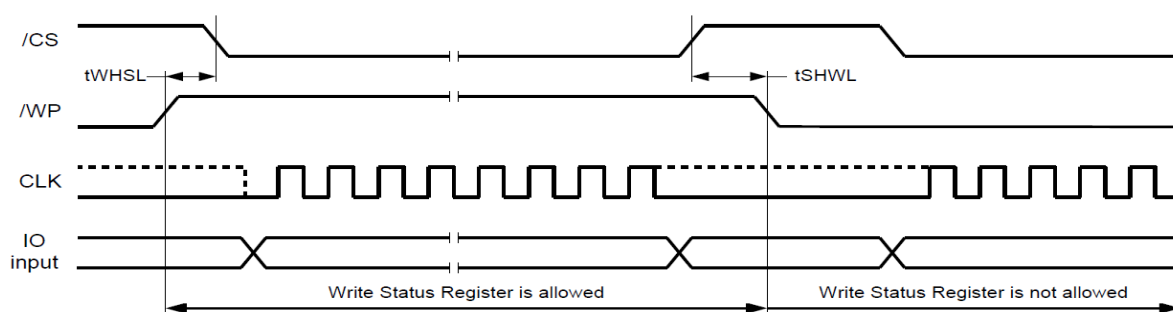 /CS
tWHSL
tSHWL
/WP
CLK
IO
input
Write Status Register is allowed
Write Status Register is not allowed